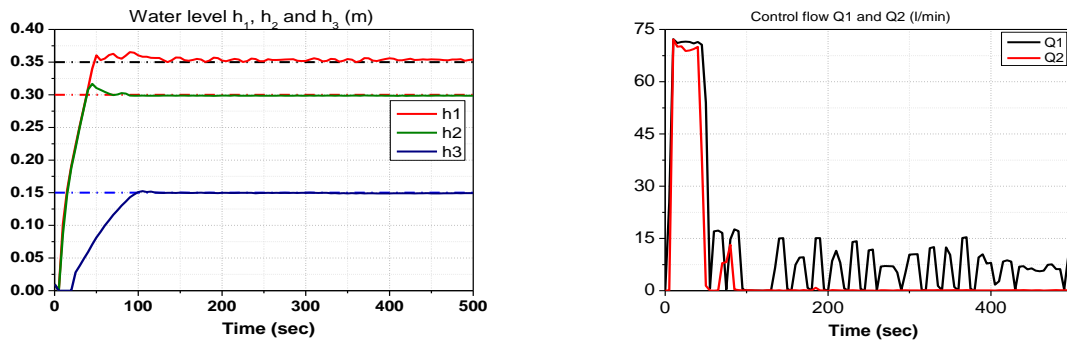 Water level h1, h2 and h3 (m)
0.40
0.35
0.30
0.25
0.20
0.15
0.10
0.05
0.00
h1
h2
h3
0 100 200 300 400 500
Time (sec)
Control flow Q1 and Q2 (l/min)
75
60
45
30
15
0
Q1
Q2
0 200 400
Time (sec)